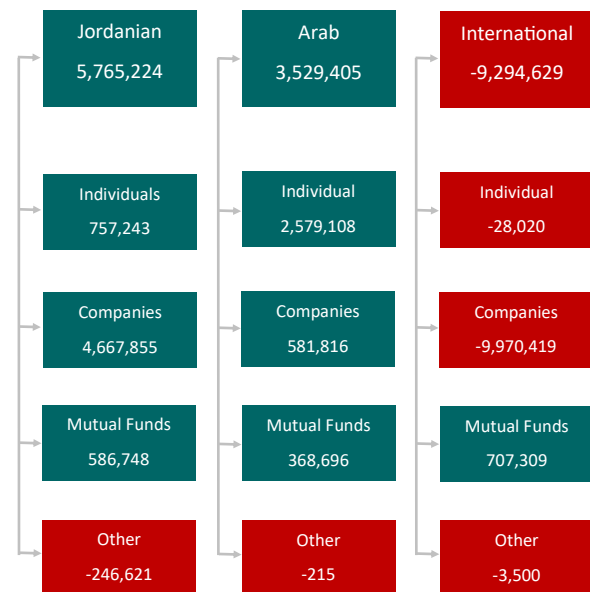 Jordanian
5,765,224
Individuals
757,243
Companies
4,667,855
Mutual Funds
586,748
Other
-246,621
Arab
3,529,405
Individual
2,579,108
Companies
581,816
Mutual Funds
368,696
Other
-215
International
-9,294,629
Individual
-28,020
Companies
-9,970,419
Mutual Funds
707,309
Other
-3,500